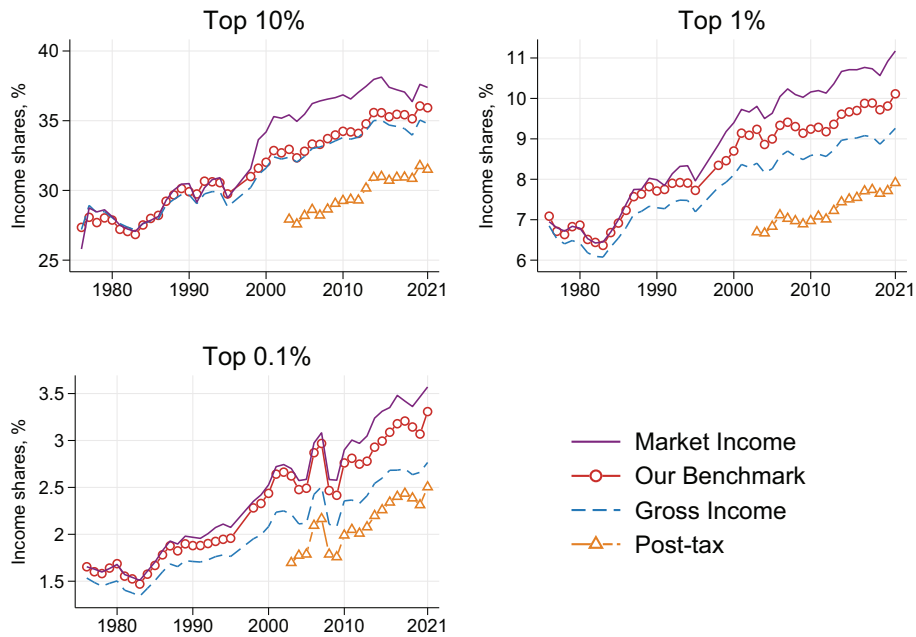 Top 10%
Income shares, %
40
35
30
25
1980 1990 2000 2010 2021
Top 1%
Income shares, %
11
10
9
8
7
6
1980 1990 2000 2010 2021
Top 0.1%
Income shares, %
3.5
3
2.5
2
1.5
1980 1990 2000 2010 2021
Market Income
Our Benchmark
Gross Income
Post-tax